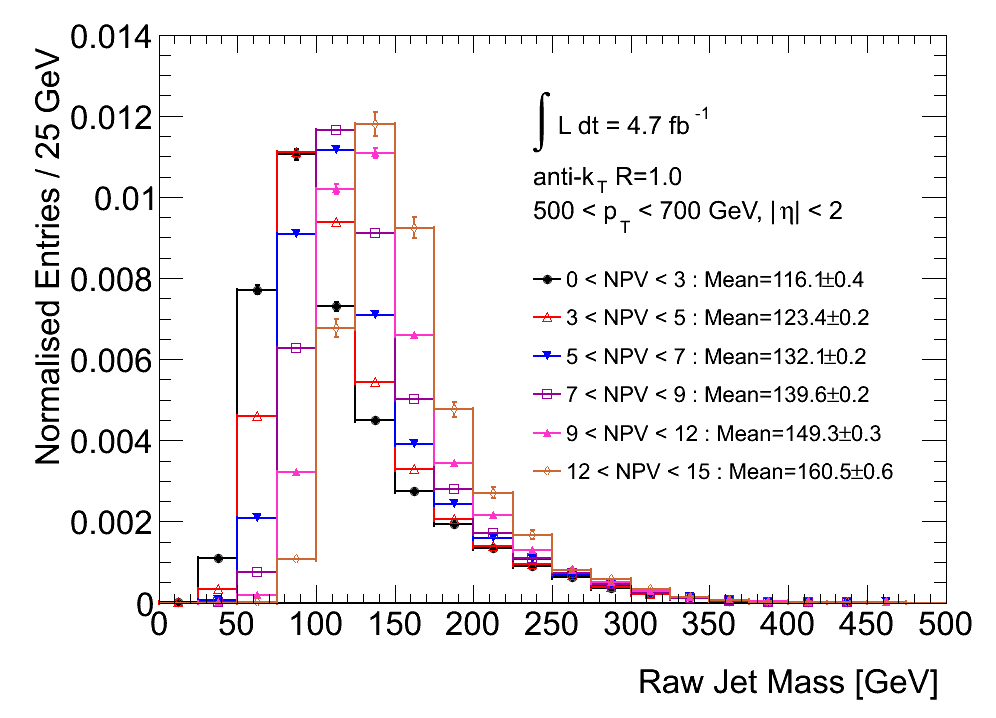 0.014
0.012
0.01
0.008
0.006
0.004
0.002
0
Normalised Entries / 25 GeV
∫ L dt = 4.7 fb⁻¹
anti-k_T R=1.0
500 < p_T < 700 GeV, |η| < 2
0 < NPV < 3 : Mean=116.1±0.4
3 < NPV < 5 : Mean=123.4±0.2
5 < NPV < 7 : Mean=132.1±0.2
7 < NPV < 9 : Mean=139.6±0.2
9 < NPV < 12 : Mean=149.3±0.3
12 < NPV < 15 : Mean=160.5±0.6
0 50 100 150 200 250 300 350 400 450 500
Raw Jet Mass [GeV]